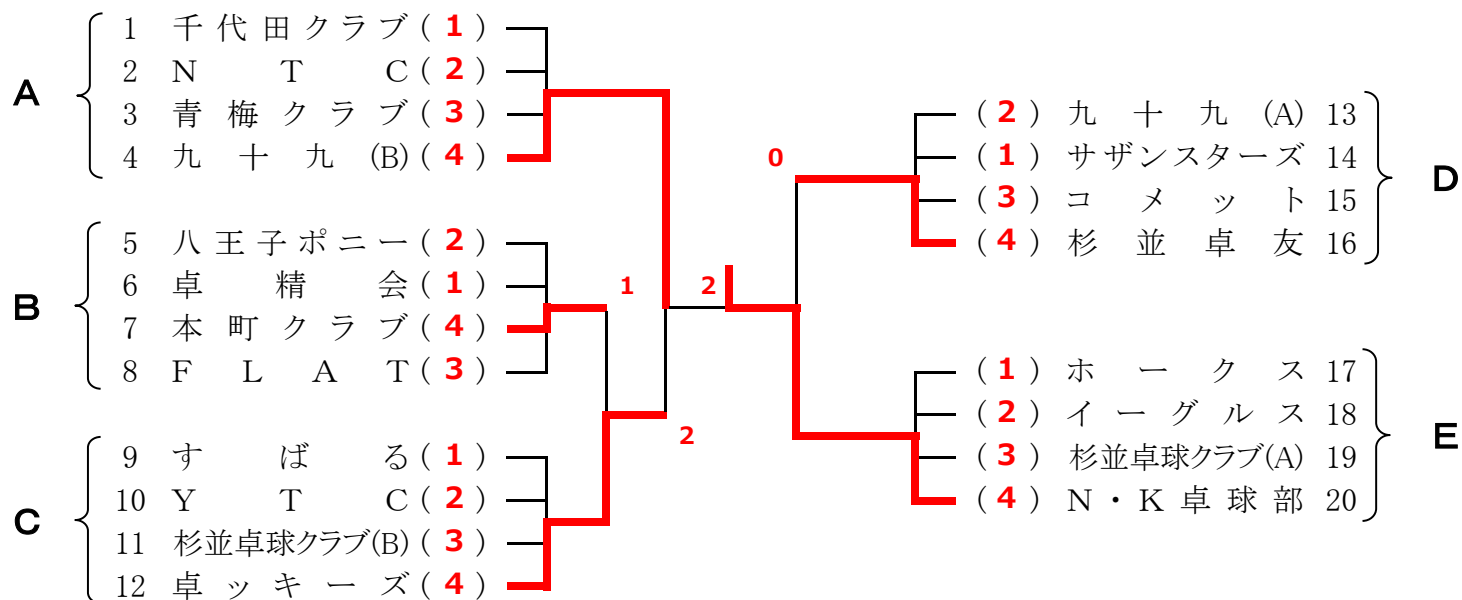 A
1 千代田クラブ ( 1 )
2 N T C ( 2 )
3 青梅クラブ ( 3 )
4 九十九 (B) ( 4 )
B
5 八王子ポニー ( 2 )
6 卓精会 ( 1 )
7 本町クラブ ( 4 )
8 F L A T ( 3 )
C
9 すばる ( 1 )
10 Y T C ( 2 )
11 杉並卓球クラブ(B) ( 3 )
12 卓ッキーズ ( 4 )
1
2
2
0
( 2 ) 九十九 (A) 13
( 1 ) サザンスターズ 14
( 3 ) コメット 15
( 4 ) 杉並卓友 16
D
( 1 ) ホークス 17
( 2 ) イーグルス 18
( 3 ) 杉並卓球クラブ(A) 19
( 4 ) N・K卓球部 20
E